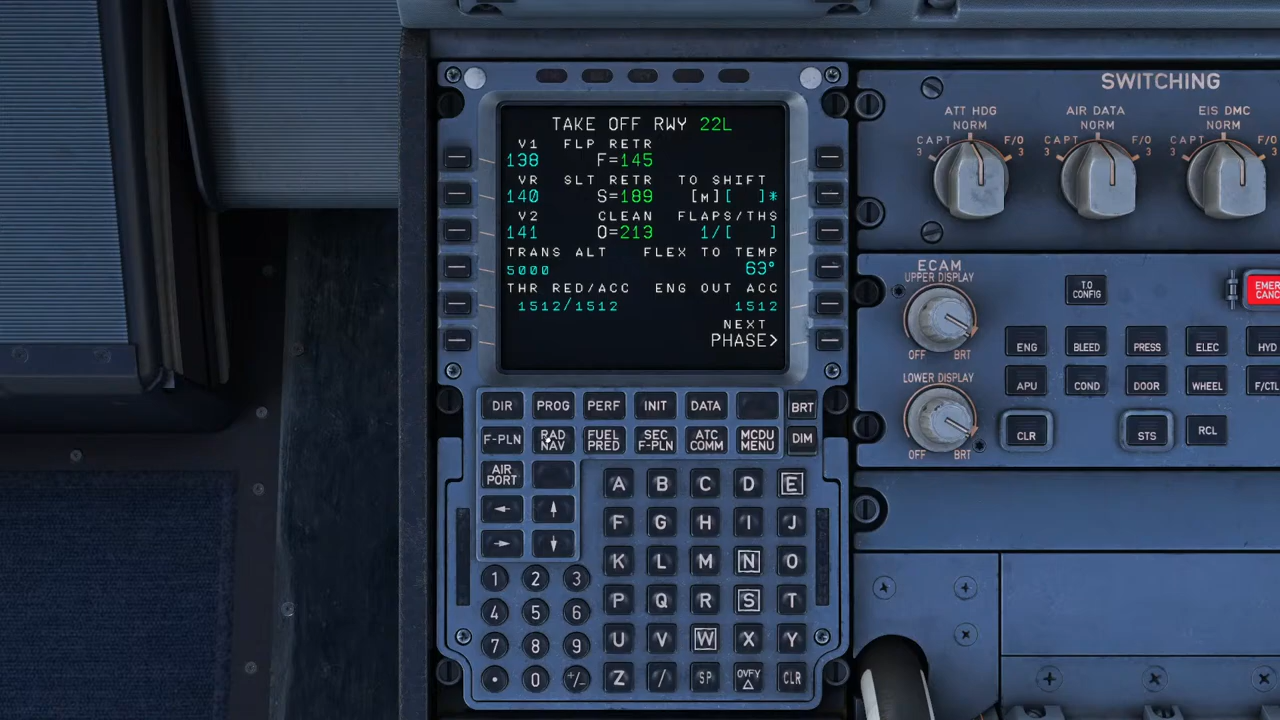 TAKE OFF RWY 22L
V1 FLP RETR
138 F=145
VR SLT RETR TO SHIFT
140 S=189 [M][ ]*
V2 CLEAN FLAPS/THS
141 O=213 1/[ ]
TRANS ALT FLEX TO TEMP
5000 63°
THR RED/ACC ENG OUT ACC
1512/1512 1512
NEXT
PHASE>
DIR PROG PERF INIT DATA BRT
F-PLN RAD NAV FUEL PRED SEC F-PLN ATC COMM MCDU MENU DIM
AIR PORT
← ↑
→ ↓
A B C D E
F G H I J
K L M N O
P Q R S T
U V W X Y
Z / SP OVFY △ CLR
1 2 3
4 5 6
7 8 9
. 0 +/-
SWITCHING
ATT HDG AIR DATA EIS DMC
NORM NORM NORM
CAPT F/O CAPT F/O CAPT F/O
3 3 3 3 3 3
ECAM
UPPER DISPLAY
OFF BRT
T.O CONFIG
EMER
CANC
LOWER DISPLAY
OFF BRT
ENG BLEED PRESS ELEC HYD
APU COND DOOR WHEEL F/CTL
CLR STS RCL